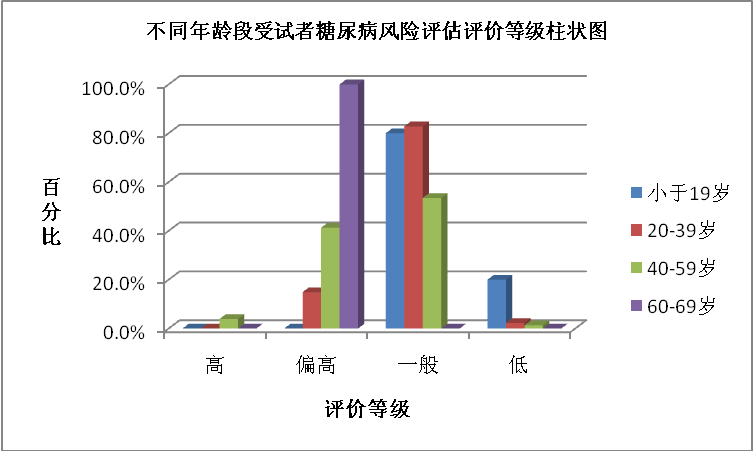 不同年龄段受试者糖尿病风险评估评价等级柱状图
100.0%
80.0%
60.0%
40.0%
20.0%
0.0%
百分比
高 偏高 一般 低
评价等级
小于19岁
20-39岁
40-59岁
60-69岁